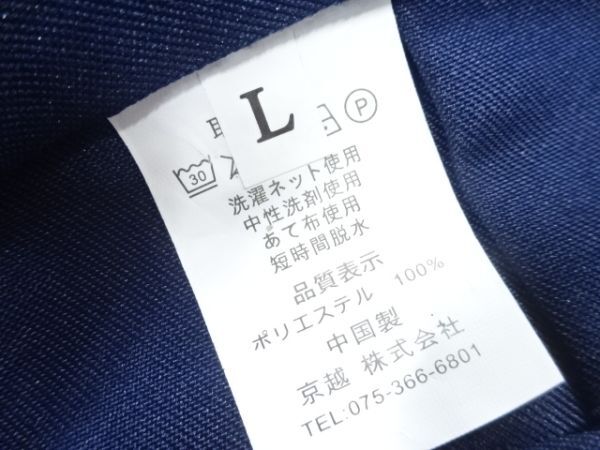 L
取
P
30
洗濯ネット使用
中性洗剤使用
あて布使用
短時間脱水
品質表示
ポリエステル 100%
中国製
京越 株式会社
TEL:075-366-6801